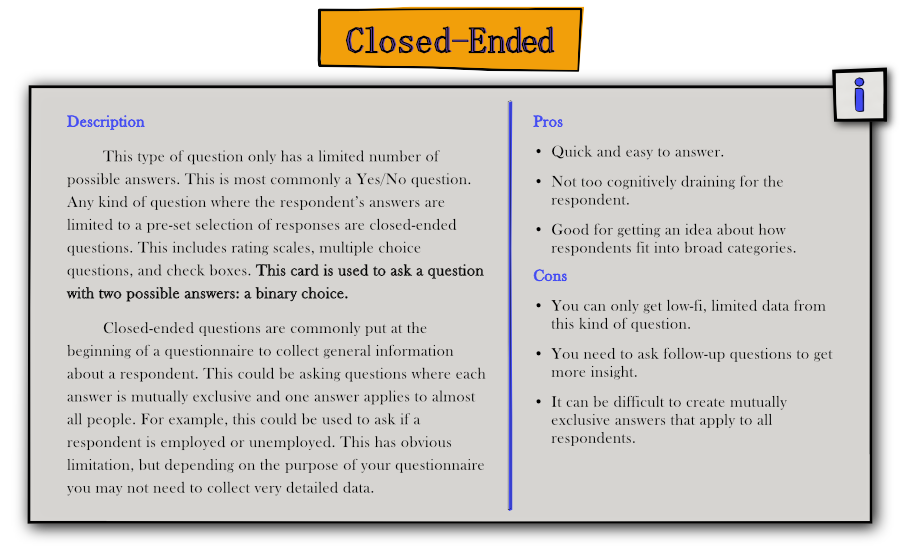 Closed-Ended
i
Description
This type of question only has a limited number of
possible answers. This is most commonly a Yes/No question.
Any kind of question where the respondent's answers are
limited to a pre-set selection of responses are closed-ended
questions. This includes rating scales, multiple choice
questions, and check boxes. This card is used to ask a question
with two possible answers: a binary choice.
Closed-ended questions are commonly put at the
beginning of a questionnaire to collect general information
about a respondent. This could be asking questions where each
answer is mutually exclusive and one answer applies to almost
all people. For example, this could be used to ask if a
respondent is employed or unemployed. This has obvious
limitation, but depending on the purpose of your questionnaire
you may not need to collect very detailed data.
Pros
• Quick and easy to answer.
• Not too cognitively draining for the
respondent.
• Good for getting an idea about how
respondents fit into broad categories.
Cons
• You can only get low-fi, limited data from
this kind of question.
• You need to ask follow-up questions to get
more insight.
• It can be difficult to create mutually
exclusive answers that apply to all
respondents.